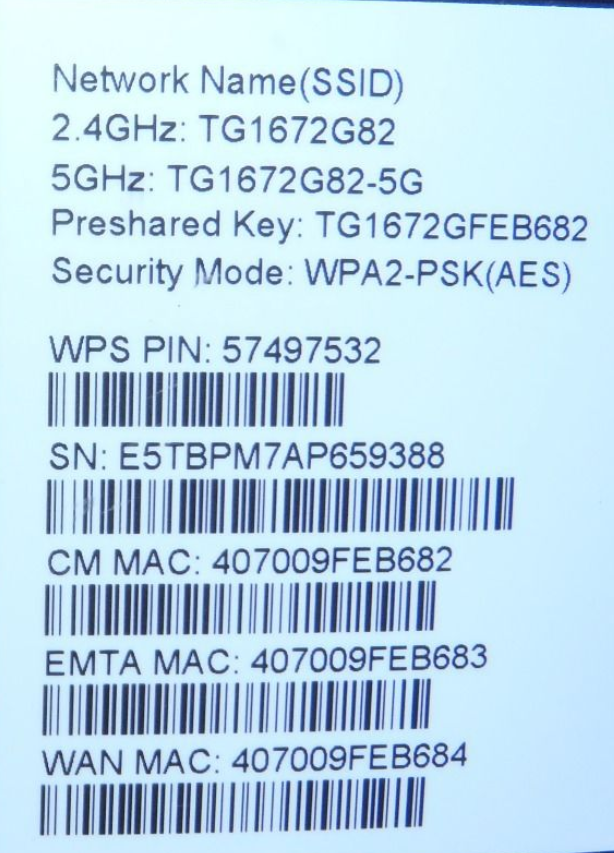 Network Name(SSID)
2.4GHz: TG1672G82
5GHz: TG1672G82-5G
Preshared Key: TG1672GFEB682
Security Mode: WPA2-PSK(AES)
WPS PIN: 57497532
SN: E5TBPM7AP659388
CM MAC: 407009FEB682
EMTA MAC: 407009FEB683
WAN MAC: 407009FEB684